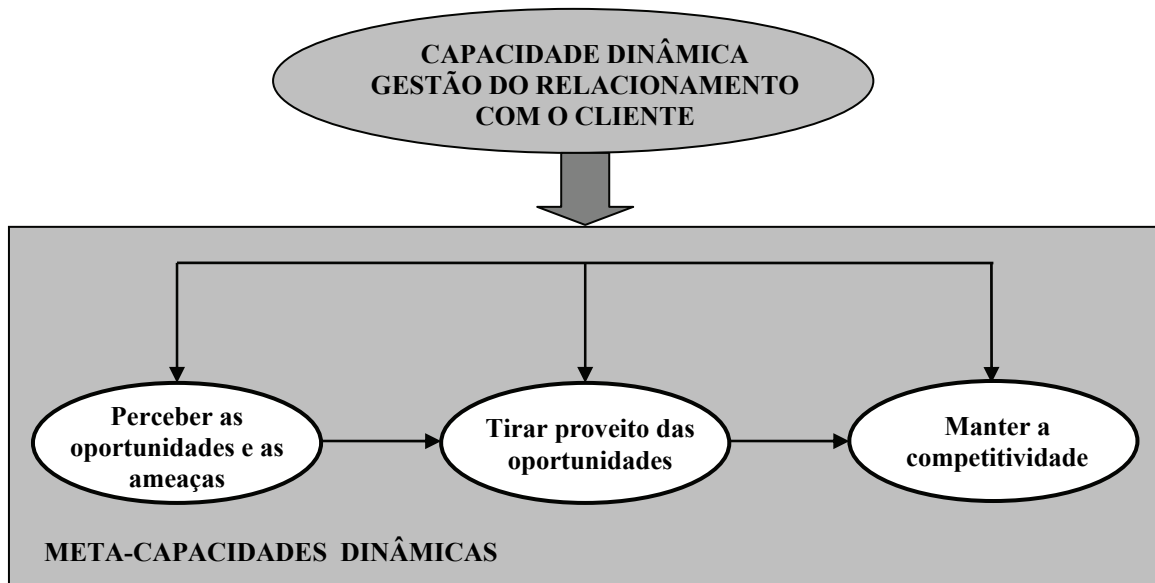 CAPACIDADE DINÂMICA
GESTÃO DO RELACIONAMENTO
COM O CLIENTE
Perceber as
oportunidades e as
ameaças
Tirar proveito das
oportunidades
Manter a
competitividade
META-CAPACIDADES DINÂMICAS